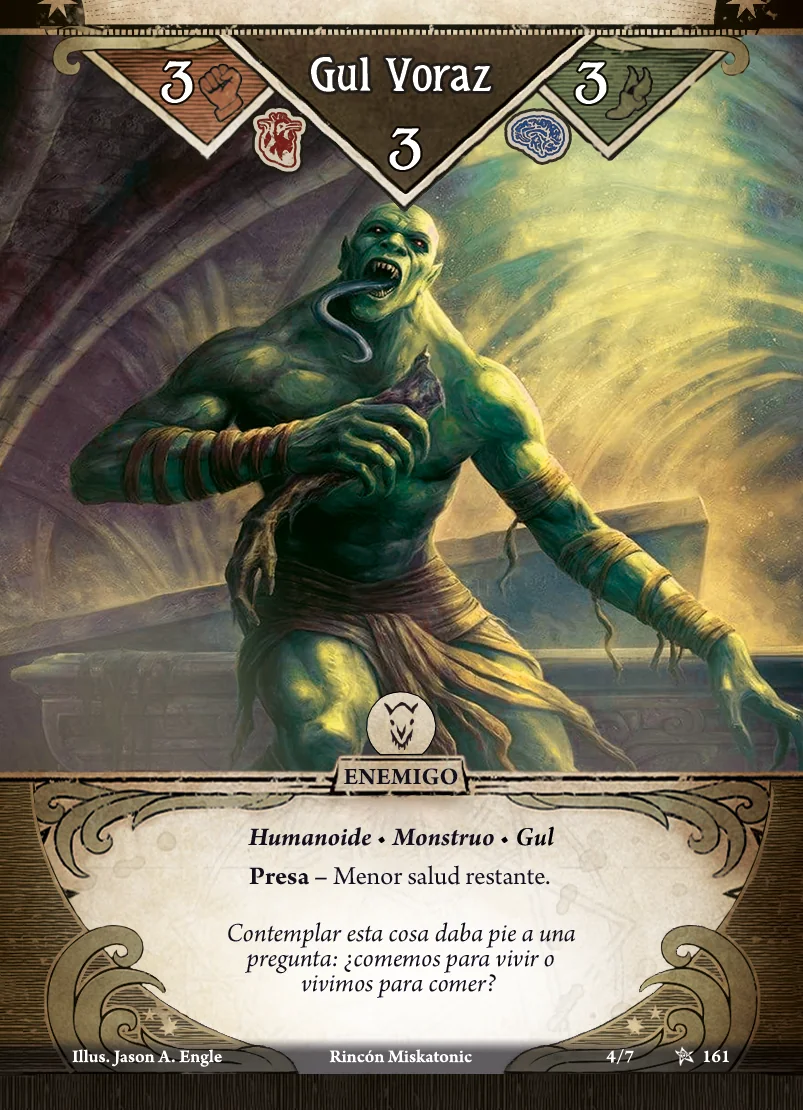 Gul Voraz
3
3
3
ENEMIGO
Humanoide • Monstruo • Gul
Presa – Menor salud restante.
Contemplar esta cosa daba pie a una
pregunta: ¿comemos para vivir o
vivimos para comer?
Illus. Jason A. Engle
Rincón Miskatonic
4/7
161